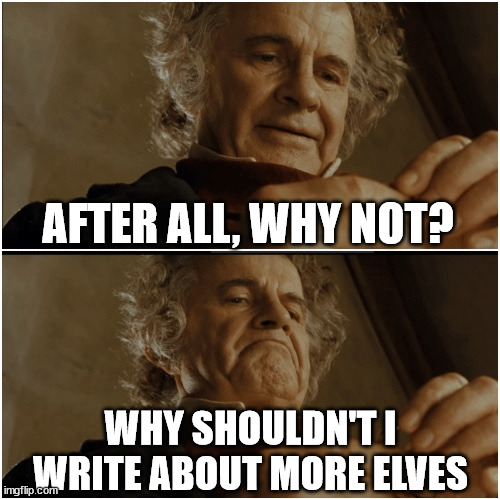 AFTER ALL, WHY NOT?
WHY SHOULDN'T I
WRITE ABOUT MORE ELVES
imgflip.com